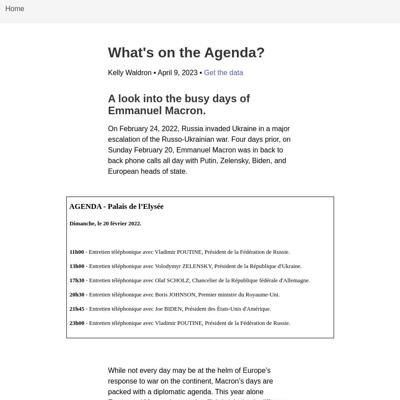 Home
What's on the Agenda?
Kelly Waldron • April 9, 2023 • Get the data
A look into the busy days of
Emmanuel Macron.
On February 24, 2022, Russia invaded Ukraine in a major
escalation of the Russo-Ukrainian war. Four days prior, on
Sunday February 20, Emmanuel Macron was in back to
back phone calls all day with Putin, Zelensky, Biden, and
European heads of state.
AGENDA - Palais de l'Elysée
Dimanche, le 20 février 2022.
11h00 - Entretien téléphonique avec Vladimir POUTINE, Président de la Fédération de Russie.
13h00 - Entretien téléphonique avec Volodymyr ZELENSKY, Président de la République d'Ukraine.
17h30 - Entretien téléphonique avec Olaf SCHOLZ, Chancelier de la République fédérale d'Allemagne.
20h30 - Entretien téléphonique avec Boris JOHNSON, Premier ministre du Royaume-Uni.
21h45 - Entretien téléphonique avec Joe BIDEN, Président des États-Unis d'Amérique.
23h00 - Entretien téléphonique avec Vladimir POUTINE, Président de la Fédération de Russie.
While not every day may be at the helm of Europe's
response to war on the continent, Macron's days are
packed with a diplomatic agenda. This year alone